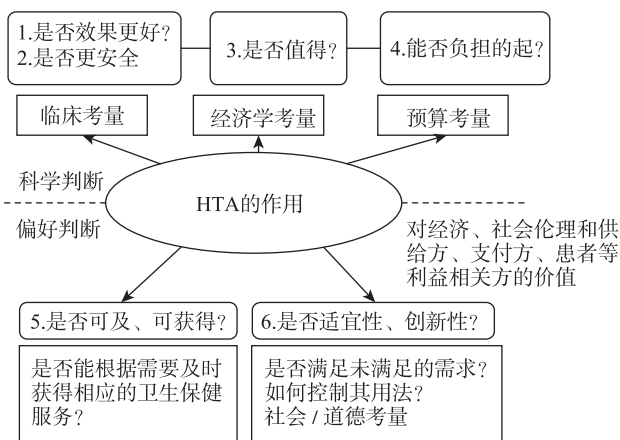 1.是否效果更好?
2.是否更安全
3.是否值得?
4.能否负担的起?
临床考量
经济学考量
预算考量
科学判断
HTA的作用
偏好判断
对经济、社会伦理和供
给方、支付方、患者等
利益相关方的价值
5.是否可及、可获得?
6.是否适宜性、创新性?
是否能根据需要及时
获得相应的卫生保健
服务?
是否满足未满足的需求?
如何控制其用法?
社会/道德考量